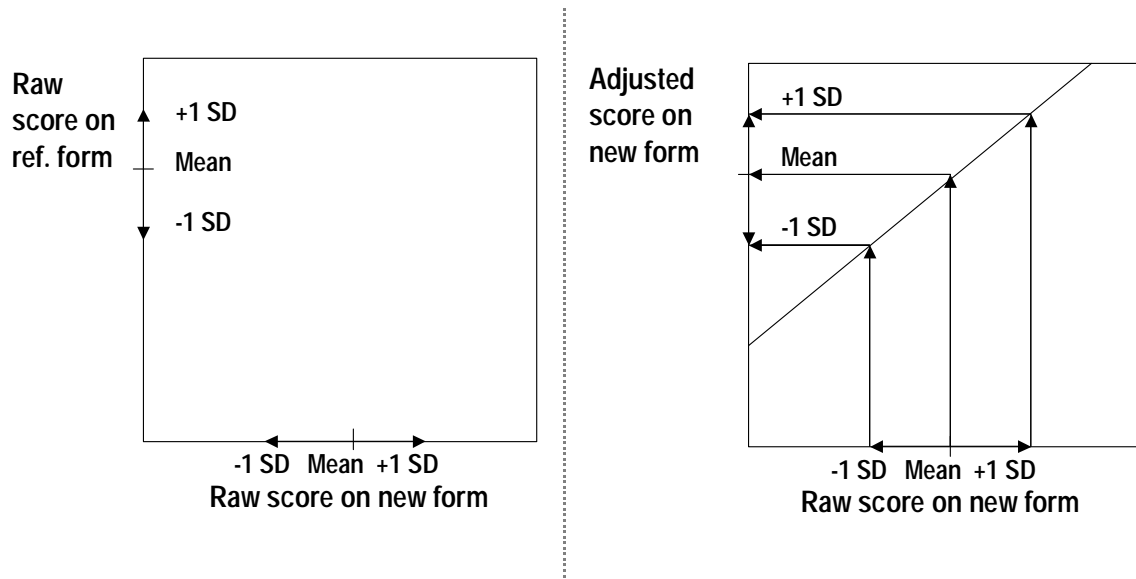 Raw
score on
ref. form
+1 SD
Mean
-1 SD
-1 SD Mean +1 SD
Raw score on new form
Adjusted
score on
new form
+1 SD
Mean
-1 SD
-1 SD Mean +1 SD
Raw score on new form